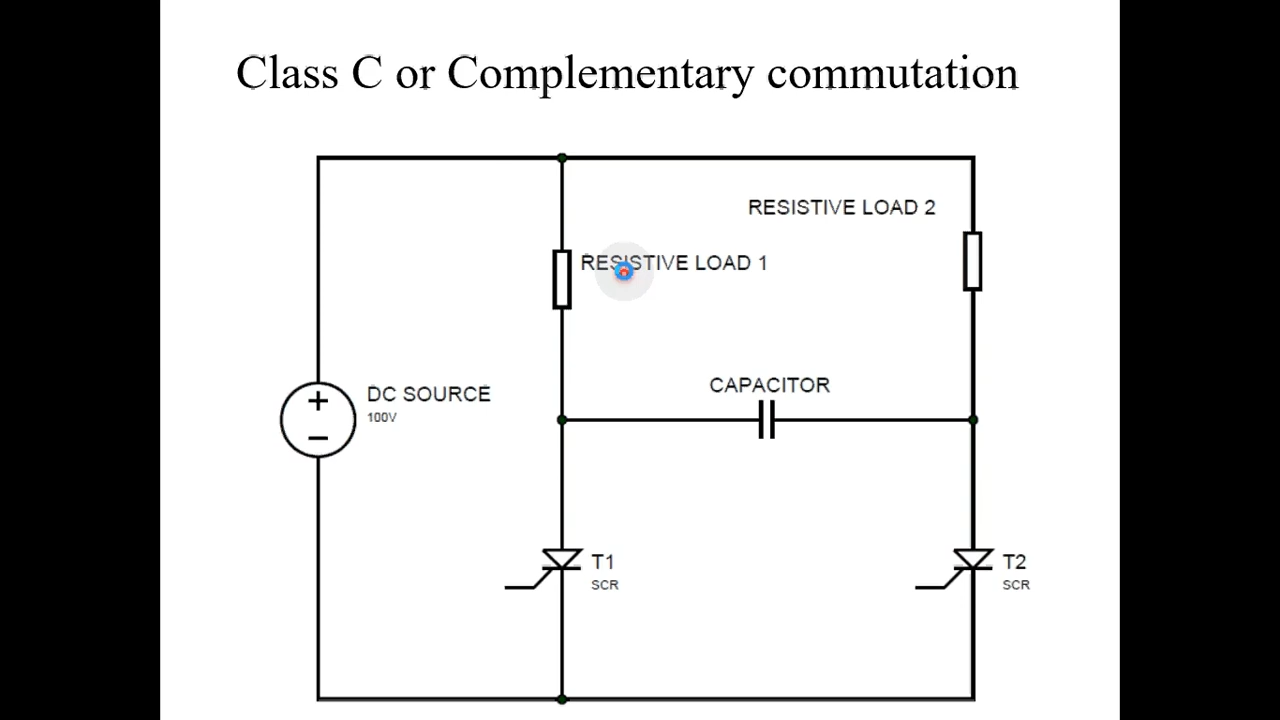 Class C or Complementary commutation
RESISTIVE LOAD 2
RESISTIVE LOAD 1
CAPACITOR
DC SOURCE
100V
+
−
T1
SCR
T2
SCR